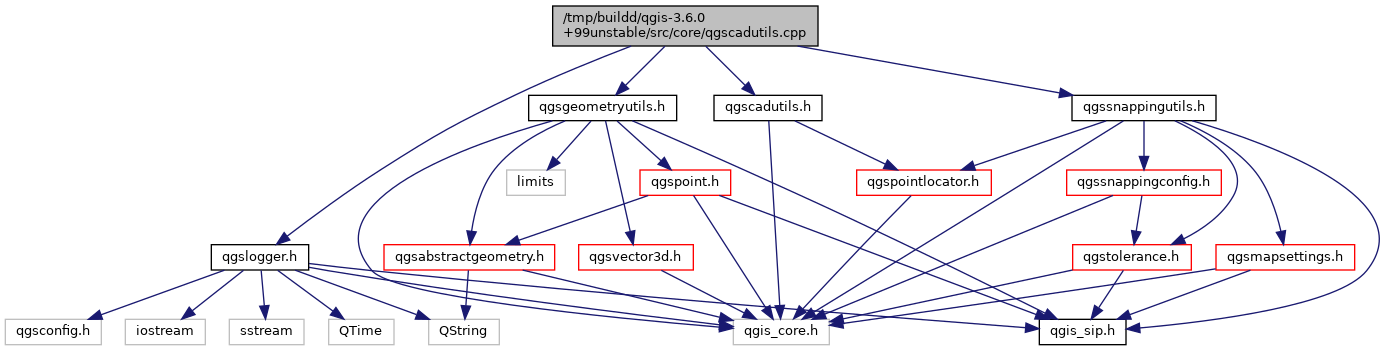 /tmp/buildd/qgis-3.6.0
+99unstable/src/core/qgscadutils.cpp
qgsgeometryutils.h
qgscadutils.h
qgssnappingutils.h
limits
qgspoint.h
qgspointlocator.h
qgssnappingconfig.h
qgslogger.h
qgsabstractgeometry.h
qgsvector3d.h
qgstolerance.h
qgsmapsettings.h
qgsconfig.h
iostream
sstream
QTime
QString
qgis_core.h
qgis_sip.h